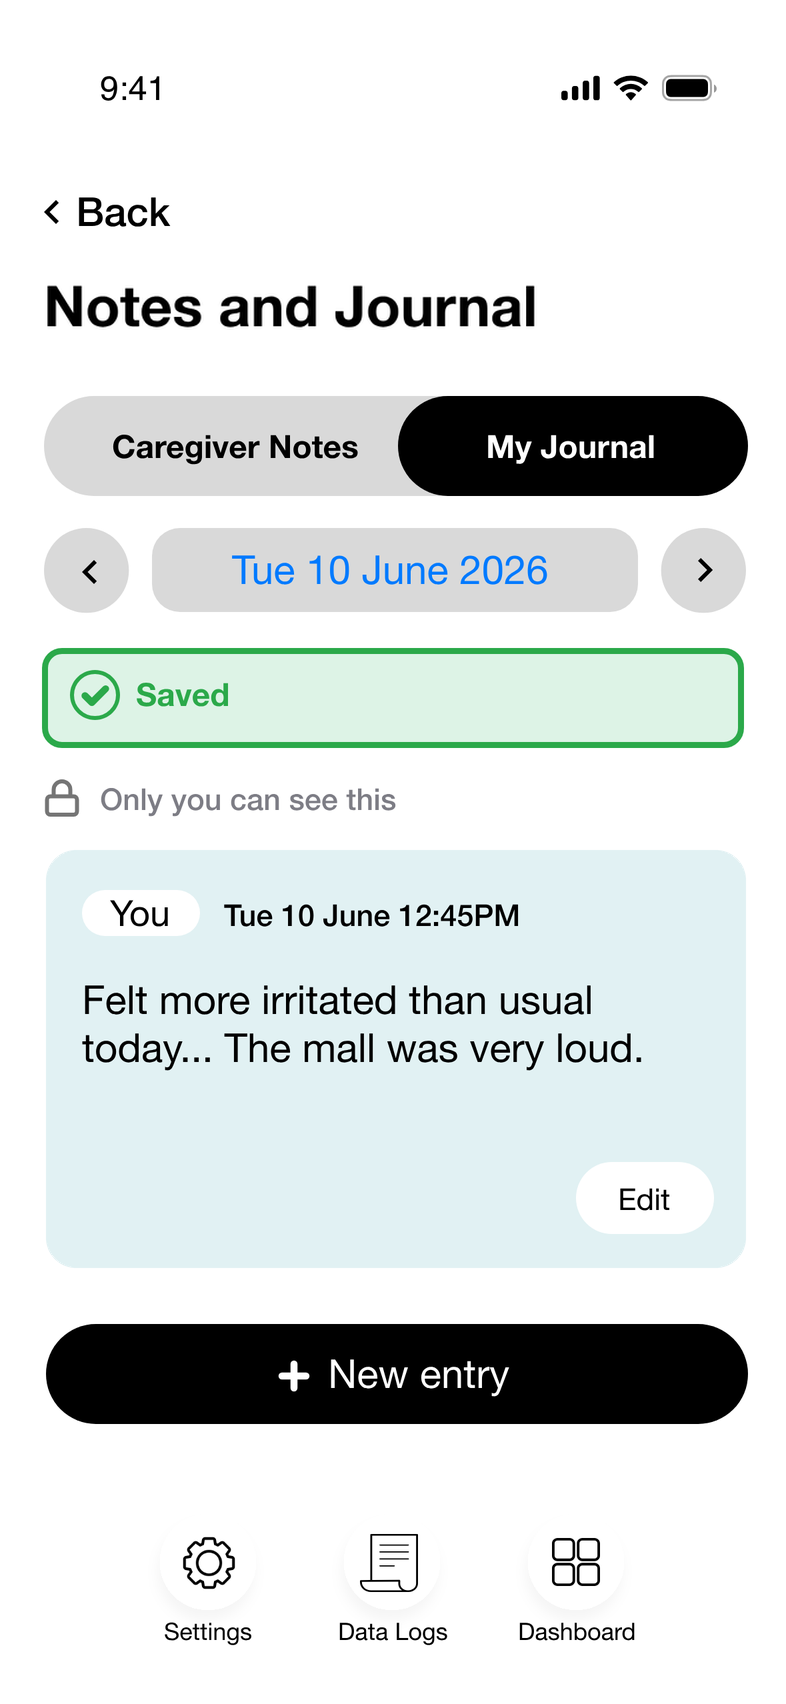 9:41
Back
Notes and Journal
Caregiver Notes
My Journal
Tue 10 June 2026
Saved
Only you can see this
You
Tue 10 June 12:45PM
Felt more irritated than usual
today... The mall was very loud.
Edit
New entry
Settings
Data Logs
Dashboard